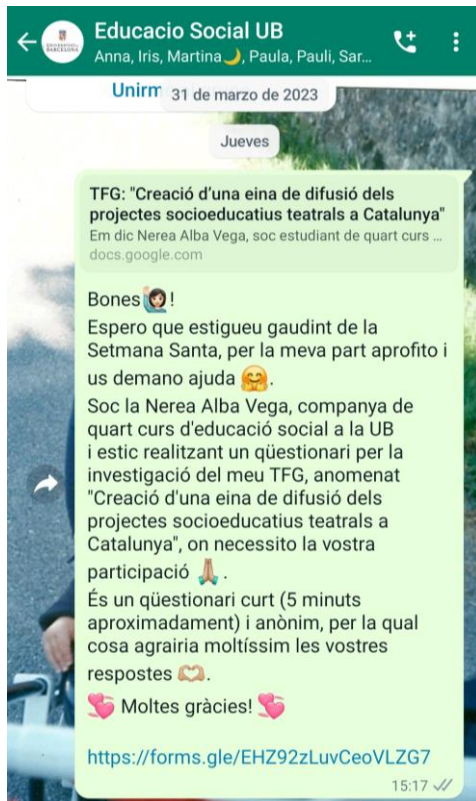 Educacio Social UB
Anna, Iris, Martina🌙, Paula, Pauli, Sar...
Unirm
31 de marzo de 2023
Jueves
TFG: "Creació d'una eina de difusió dels
projectes socioeducatius teatrals a Catalunya"
Em dic Nerea Alba Vega, soc estudiant de quart curs ...
docs.google.com
Bones🙋🏻‍♀️!
Espero que estigueu gaudint de la
Setmana Santa, per la meva part aprofito i
us demano ajuda 🤗.
Soc la Nerea Alba Vega, companya de
quart curs d'educació social a la UB
i estic realitzant un qüestionari per la
investigació del meu TFG, anomenat
"Creació d'una eina de difusió dels
projectes socioeducatius teatrals a
Catalunya", on necessito la vostra
participació 🙏🏼.
És un qüestionari curt (5 minuts
aproximadament) i anònim, per la qual
cosa agrairia moltíssim les vostres
respostes 🫶🏼.
💞 Moltes gràcies! 💞
https://forms.gle/EHZ92zLuvCeoVLZG7
15:17